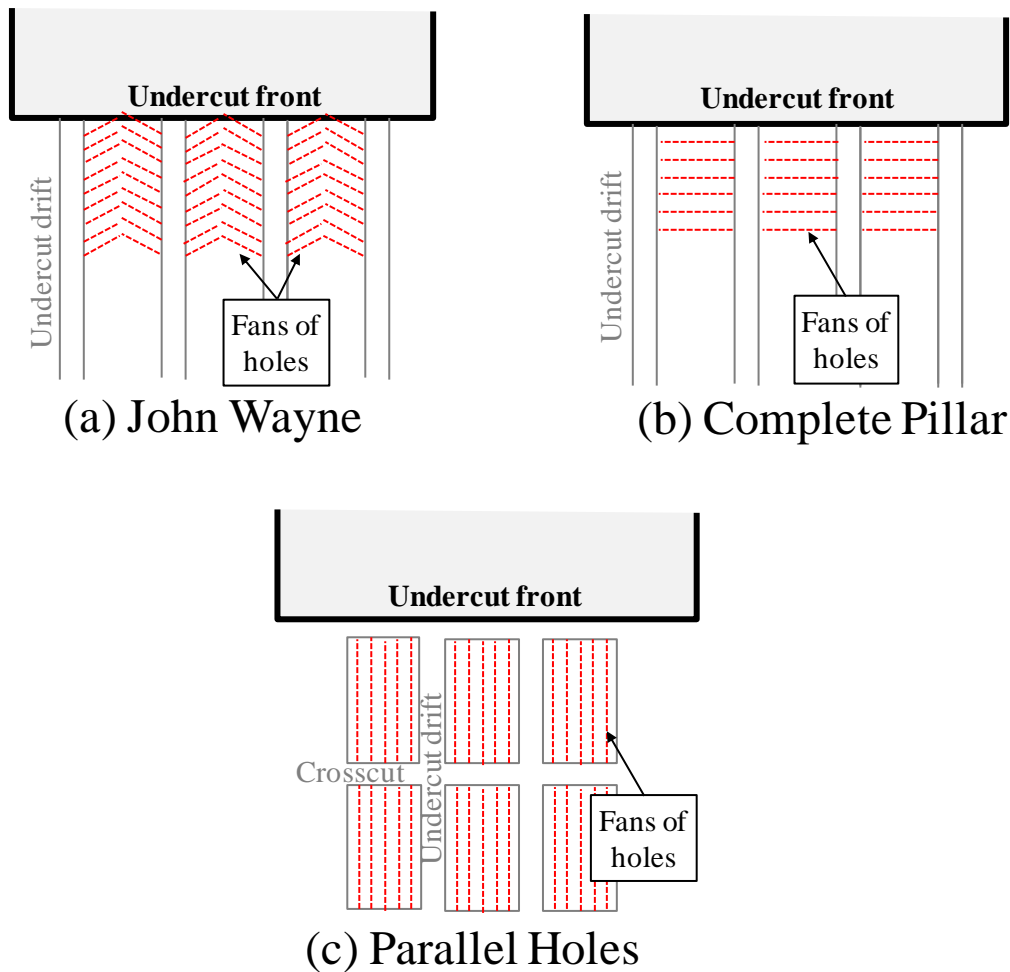 Undercut front
Undercut drift
Fans of
holes
(a) John Wayne
Undercut front
Undercut drift
Fans of
holes
(b) Complete Pillar
Undercut front
Crosscut
Undercut drift
Fans of
holes
(c) Parallel Holes